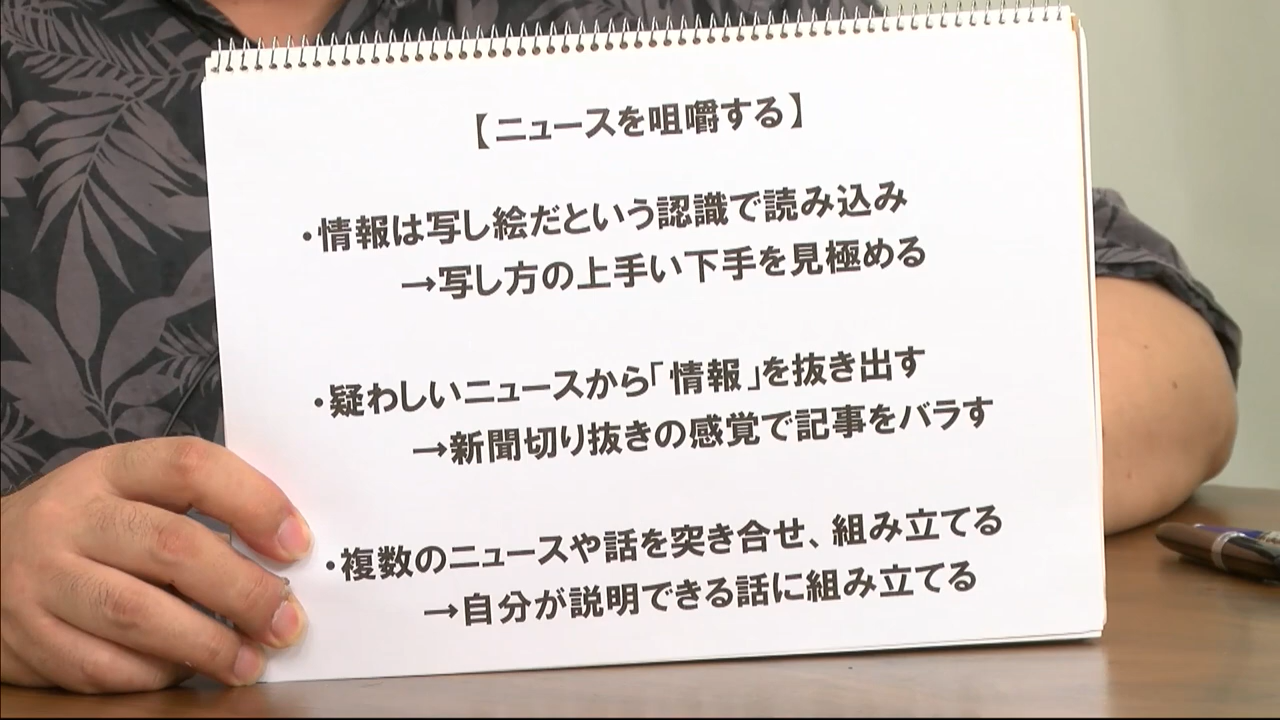 【ニュースを咀嚼する】
・情報は写し絵だという認識で読み込み
→写し方の上手い下手を見極める
・疑わしいニュースから「情報」を抜き出す
→新聞切り抜きの感覚で記事をバラす
・複数のニュースや話を突き合せ、組み立てる
→自分が説明できる話に組み立てる